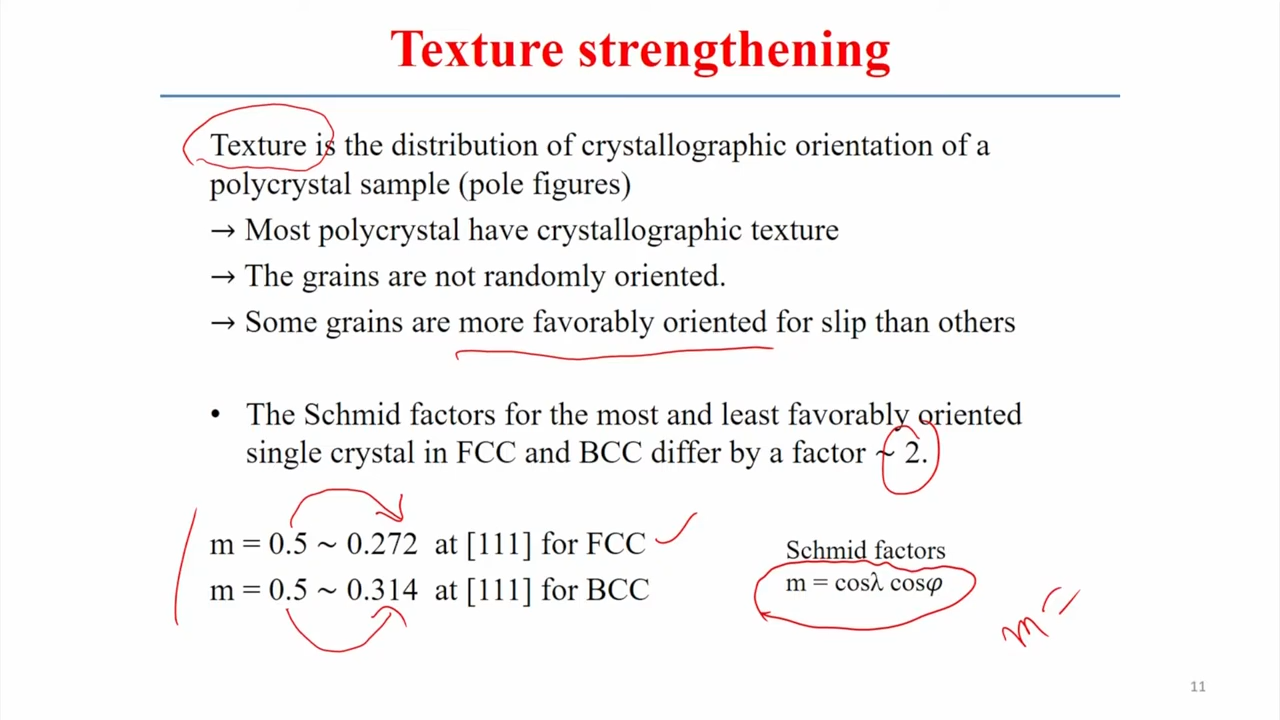 Texture strengthening
Texture is the distribution of crystallographic orientation of a
polycrystal sample (pole figures)
→ Most polycrystal have crystallographic texture
→ The grains are not randomly oriented.
→ Some grains are more favorably oriented for slip than others
• The Schmid factors for the most and least favorably oriented
single crystal in FCC and BCC differ by a factor ~ 2.
m = 0.5 ~ 0.272 at [111] for FCC
m = 0.5 ~ 0.314 at [111] for BCC
Schmid factors
m = cosλ cosφ
m =
11